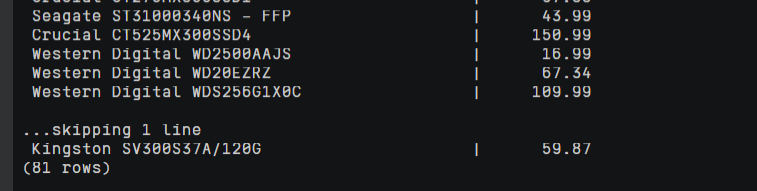 Seagate ST31000340NS - FFP | 43.99
Crucial CT525MX300SSD4 | 150.99
Western Digital WD2500AAJS | 16.99
Western Digital WD20EZRZ | 67.34
Western Digital WDS256G1X0C | 109.99
...skipping 1 line
Kingston SV300S37A/120G | 59.87
(81 rows)